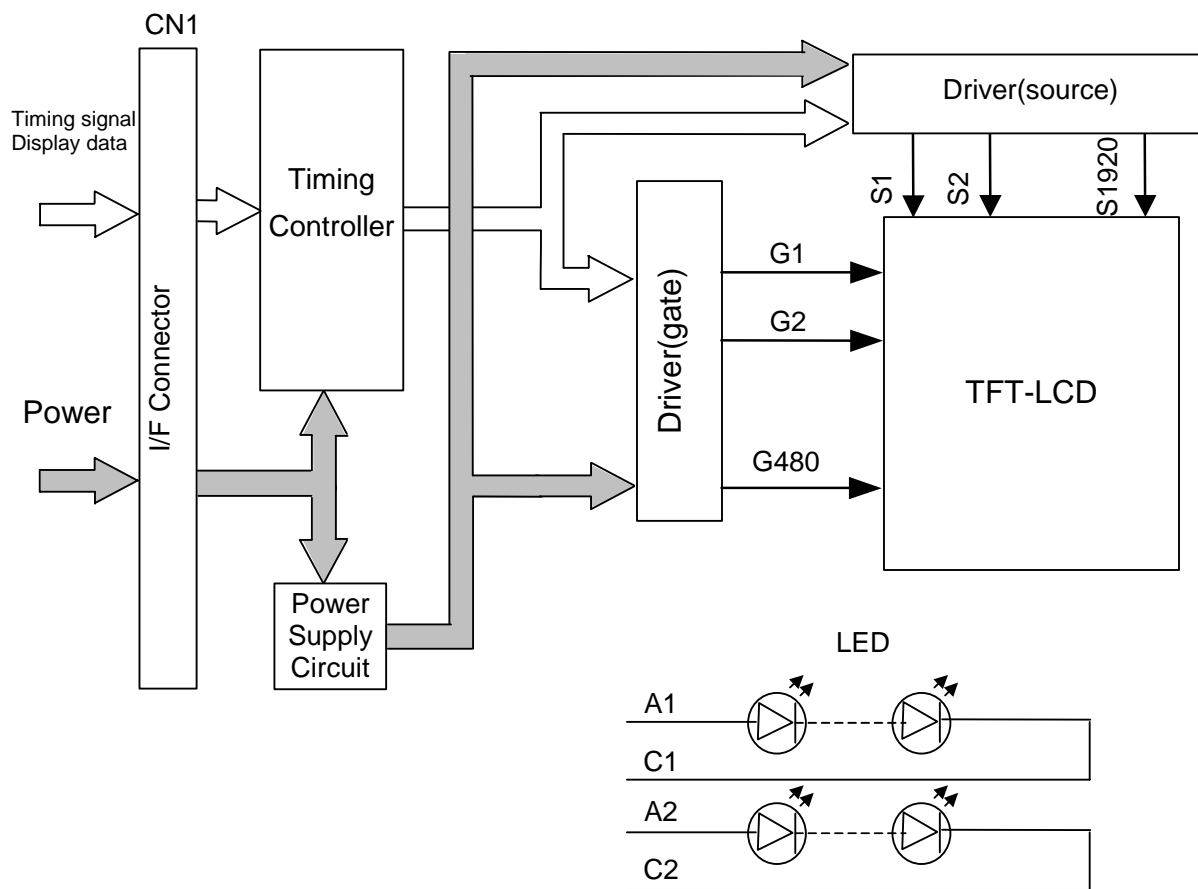 CN1
Timing signal
Display data
Power
I/F Connector
Timing
Controller
Power
Supply
Circuit
Driver(source)
S1
S2
S1920
Driver(gate)
G1
G2
G480
TFT-LCD
LED
A1
C1
A2
C2